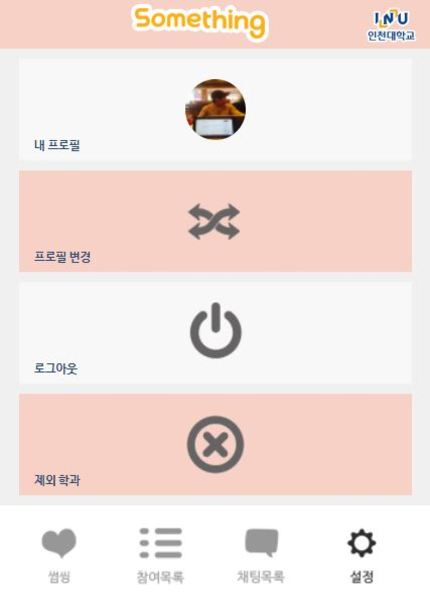 Something
INU
인천대학교
내 프로필
프로필 변경
로그아웃
제외 학과
썸씽
참여목록
채팅목록
설정